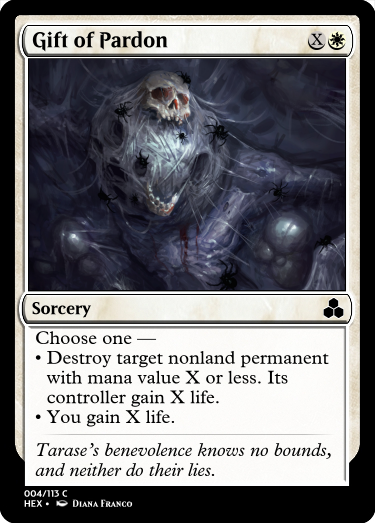 Gift of Pardon X
Sorcery
Choose one —
• Destroy target nonland permanent
with mana value X or less. Its
controller gain X life.
• You gain X life.
Tarase's benevolence knows no bounds,
and neither do their lies.
004/113 C
HEX • Diana Franco